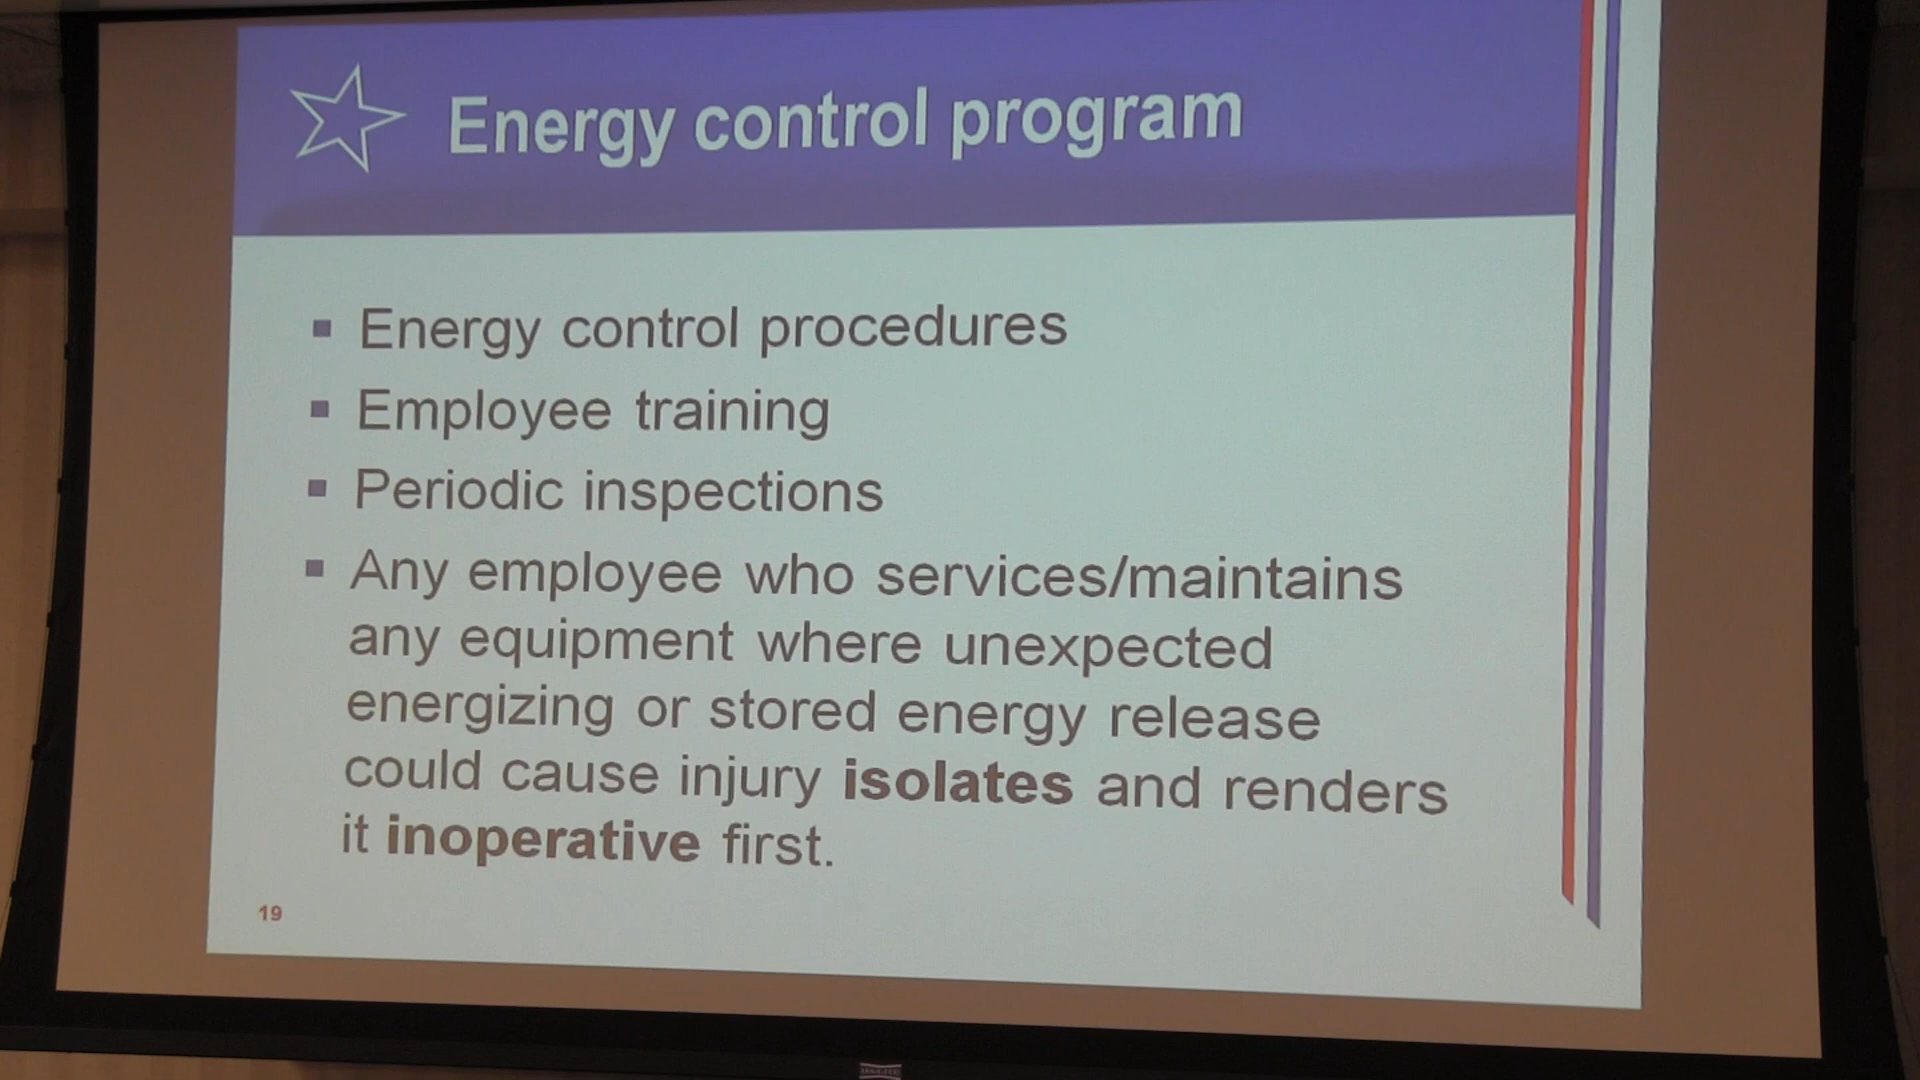 Energy control program
Energy control procedures
Employee training
Periodic inspections
Any employee who services/maintains
any equipment where unexpected
energizing or stored energy release
could cause injury isolates and renders
it inoperative first.
19